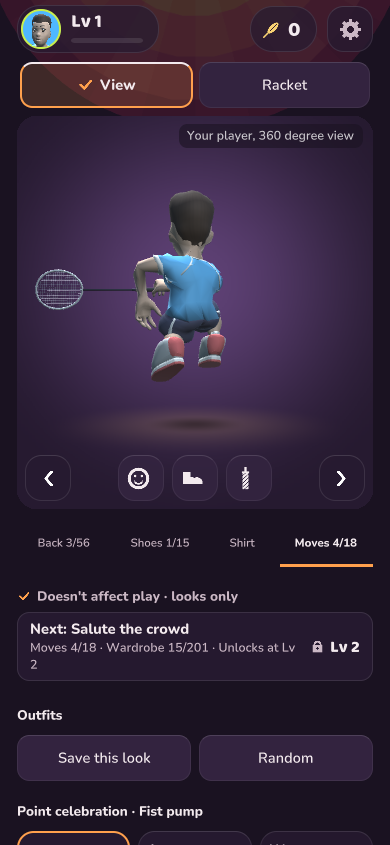 Lv 1
0
View
Racket
Your player, 360 degree view
Back 3/56
Shoes 1/15
Shirt
Moves 4/18
Doesn't affect play · looks only
Next: Salute the crowd
Moves 4/18 · Wardrobe 15/201 · Unlocks at Lv
2
Lv 2
Outfits
Save this look
Random
Point celebration · Fist pump